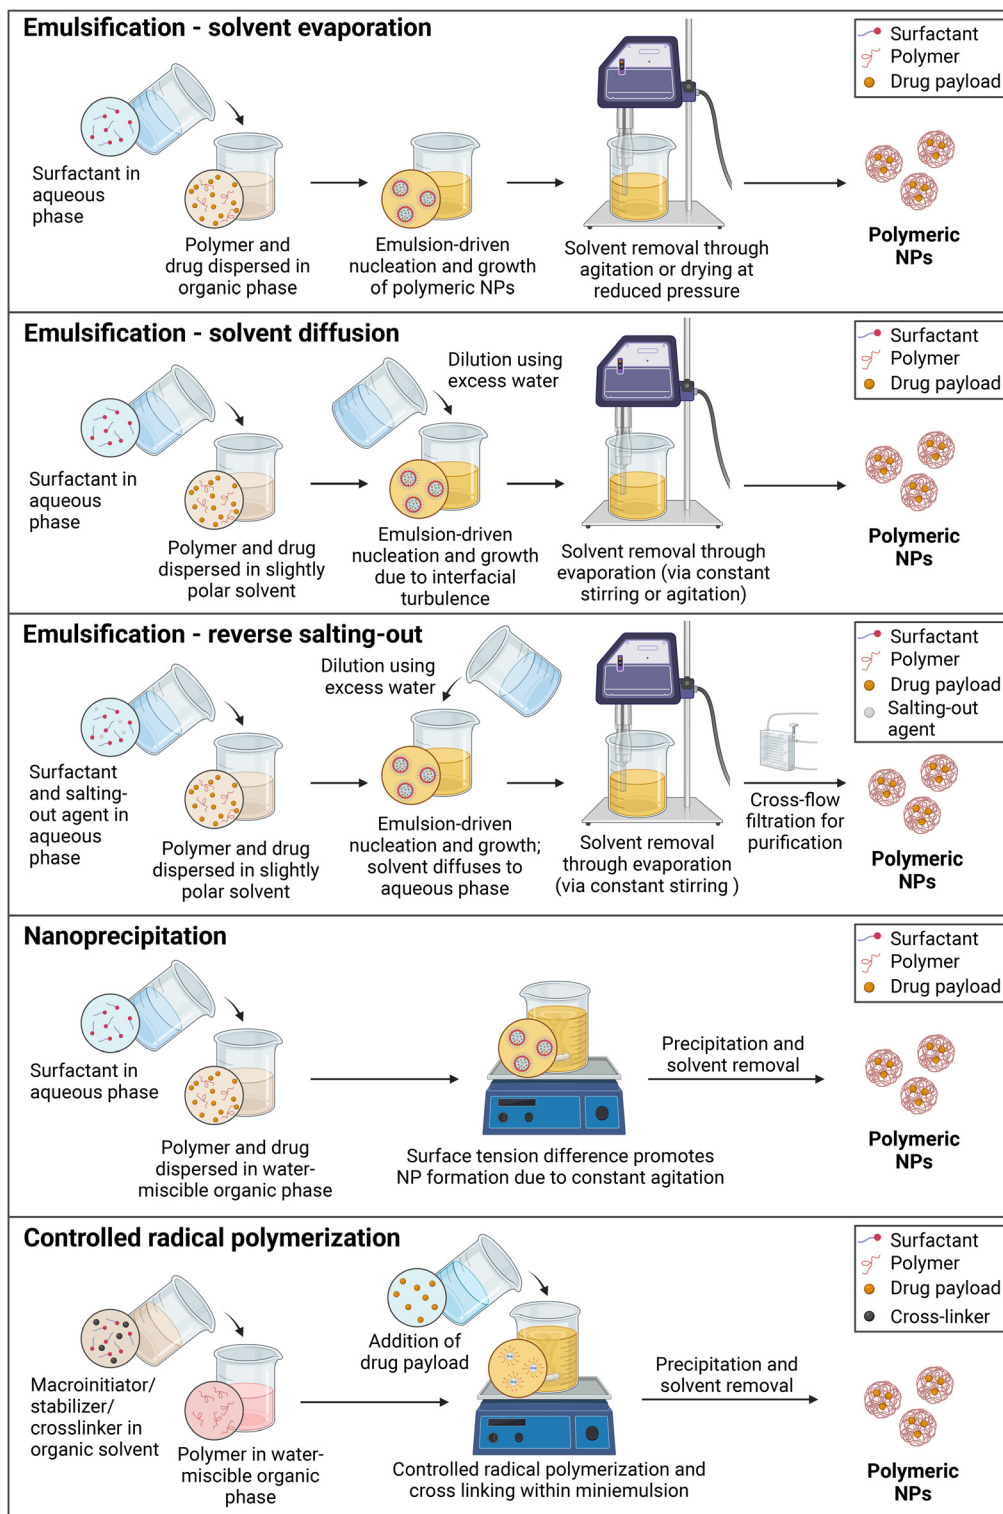 Emulsification - solvent evaporation
Surfactant
Polymer
Drug payload
Surfactant in
aqueous
phase
Polymer and
drug dispersed in
organic phase
Emulsion-driven
nucleation and growth
of polymeric NPs
Solvent removal through
agitation or drying at
reduced pressure
Polymeric
NPs
Emulsification - solvent diffusion
Surfactant
Polymer
Drug payload
Dilution using
excess water
Surfactant in
aqueous
phase
Polymer and drug
dispersed in slightly
polar solvent
Emulsion-driven
nucleation and growth
due to interfacial
turbulence
Solvent removal through
evaporation (via constant
stirring or agitation)
Polymeric
NPs
Emulsification - reverse salting-out
Surfactant
Polymer
Drug payload
Salting-out
agent
Dilution using
excess water
Surfactant
and salting-
out agent in
aqueous
phase
Polymer and drug
dispersed in slightly
polar solvent
Emulsion-driven
nucleation and growth;
solvent diffuses to
aqueous phase
Solvent removal
through evaporation
(via constant stirring )
Cross-flow
filtration for
purification
Polymeric
NPs
Nanoprecipitation
Surfactant
Polymer
Drug payload
Surfactant in
aqueous phase
Polymer and drug
dispersed in water-
miscible organic phase
Surface tension difference promotes
NP formation due to constant agitation
Precipitation and
solvent removal
Polymeric
NPs
Controlled radical polymerization
Surfactant
Polymer
Drug payload
Cross-linker
Macroinitiator/
stabilizer/
crosslinker in
organic solvent
Polymer in water-
miscible organic
phase
Addition of
drug payload
Controlled radical polymerization and
cross linking within miniemulsion
Precipitation and
solvent removal
Polymeric
NPs